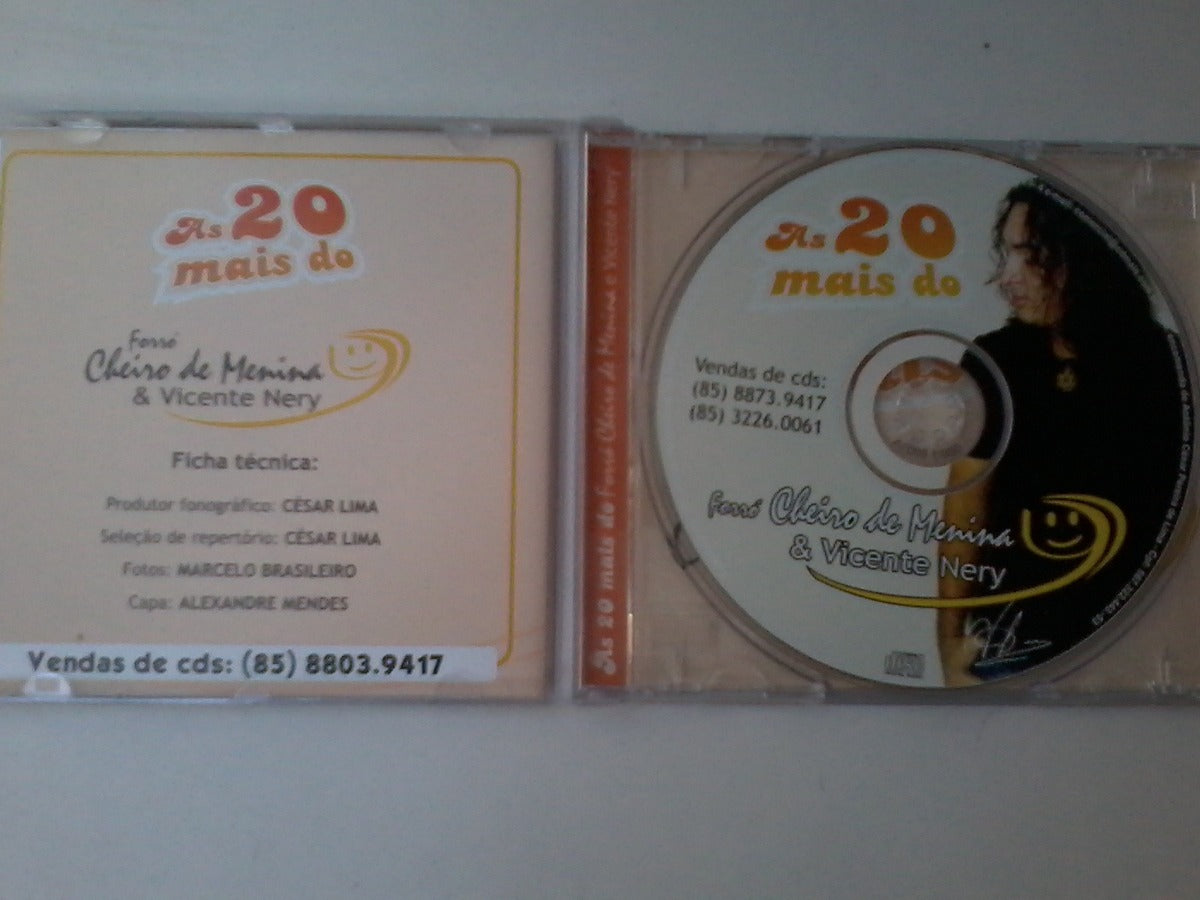 As 20
mais do
Forró
Cheiro de Menina
& Vicente Nery
Ficha técnica:
Produtor fonográfico: CÉSAR LIMA
Seleção de repertório: CÉSAR LIMA
Fotos: MARCELO BRASILEIRO
Capa: ALEXANDRE MENDES
Vendas de cds: (85) 8803.9417
As 20 mais do Forró Cheiro de Menina e Vicente Nery
As 20
mais do
Vendas de cds:
(85) 8873.9417
(85) 3226.0061
Forró Cheiro de Menina
& Vicente Nery